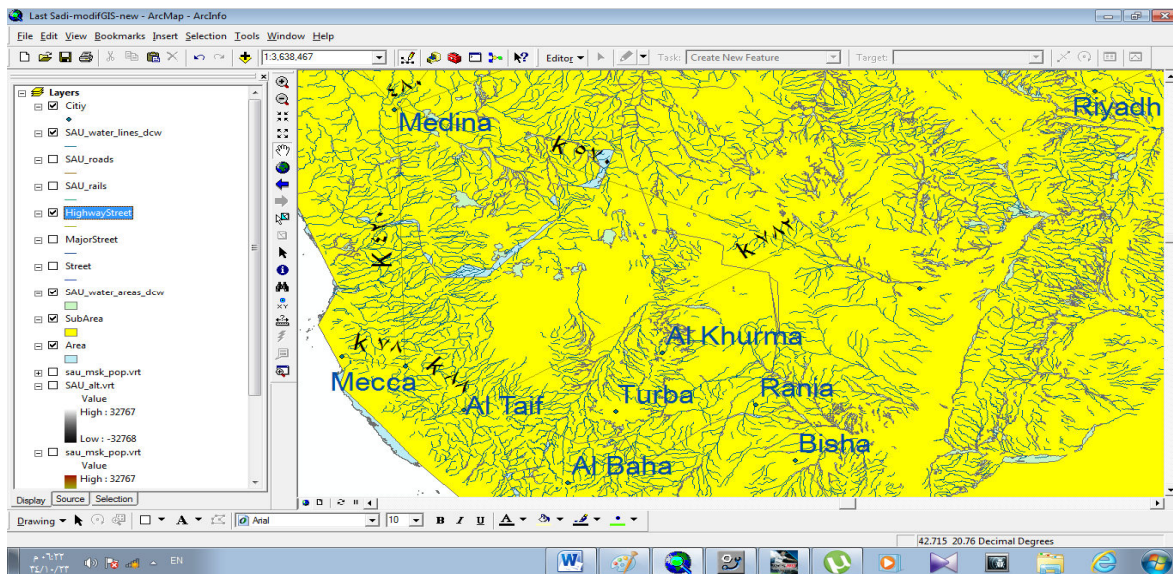 Last Sadi-modifGIS-new - ArcMap - ArcInfo
File Edit View Bookmarks Insert Selection Tools Window Help
1:3,638,467 Editor Task: Create New Feature Target:
Layers
Citiy
SAU_water_lines_dcw
SAU_roads
SAU_rails
HighwayStreet
MajorStreet
Street
SAU_water_areas_dcw
SubArea
Area
sau_msk_pop.vrt
SAU_alt.vrt
Value
High : 32767
Low : -32768
sau_msk_pop.vrt
Value
High : 32767
Display Source Selection
Riyadh
Medina
K ٧٨٢
Al Khurma
K ٧٨
Mecca
Al Taif
Turba
Rania
Bisha
Al Baha
Drawing A Arial 10 B I U A
42.715 20.76 Decimal Degrees
EN